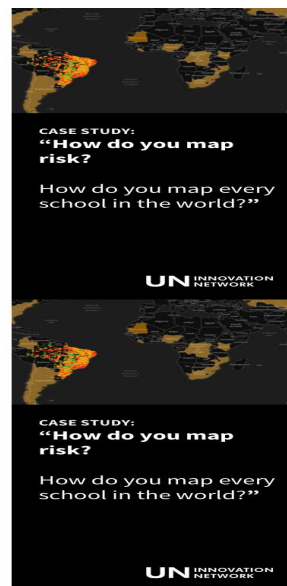 CASE STUDY:
“How do you map
risk?
How do you map every
school in the world?”
UN INNOVATION
NETWORK
CASE STUDY:
“How do you map
risk?
How do you map every
school in the world?”
UN INNOVATION
NETWORK